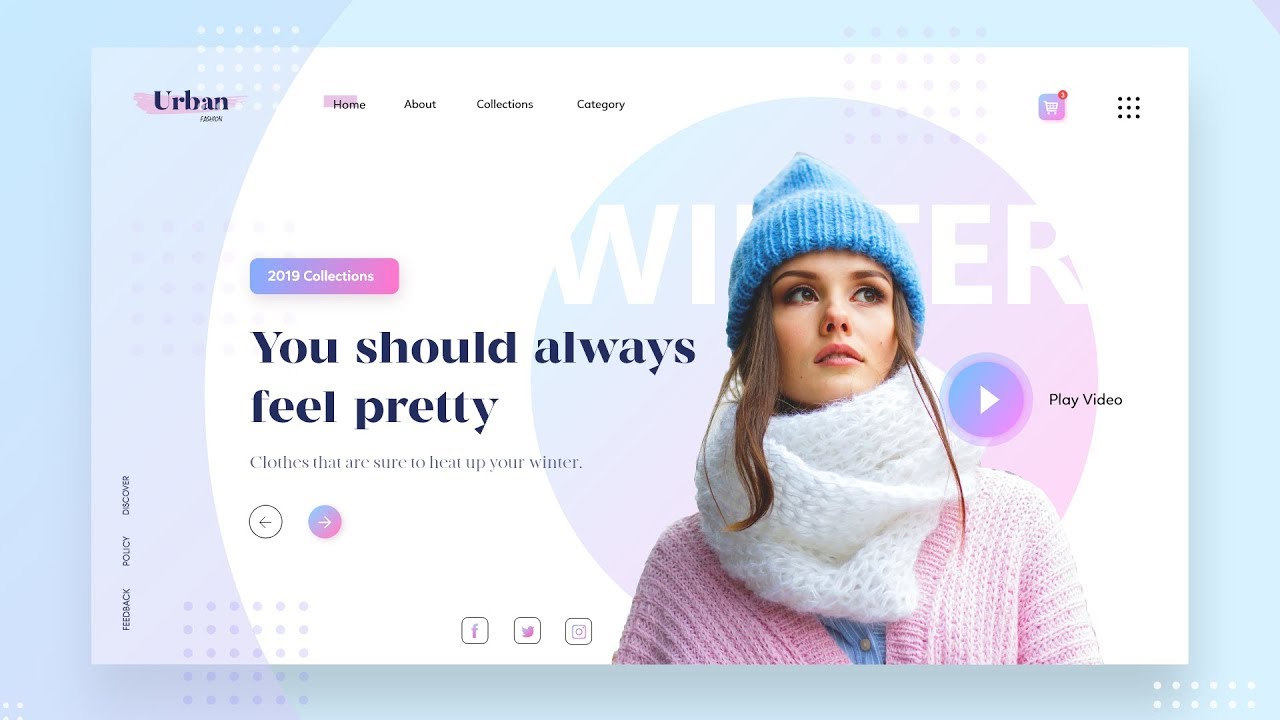 Urban
FASHION
Home
About
Collections
Category
3
WINTER
2019 Collections
You should always
feel pretty
Clothes that are sure to heat up your winter.
Play Video
DISCOVER
POLICY
FEEDBACK